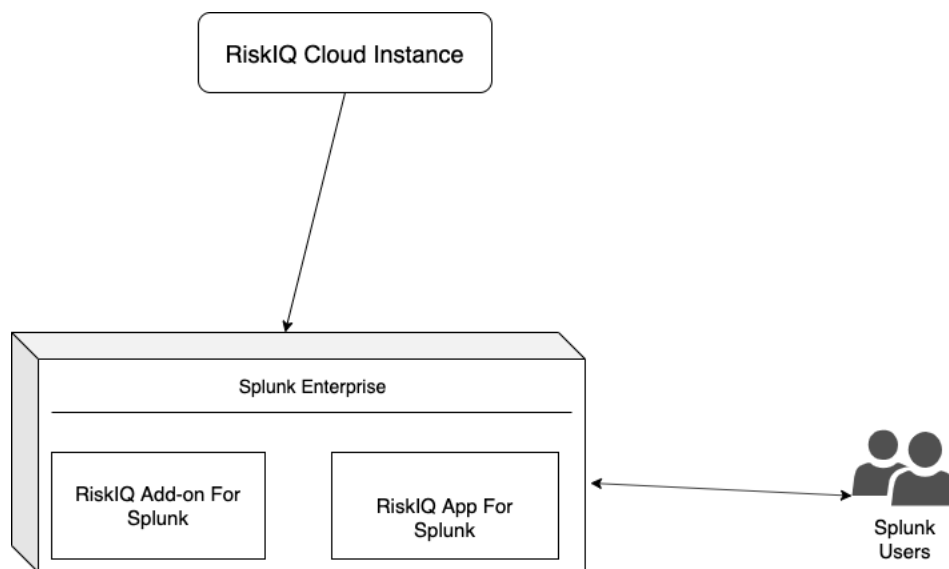 RiskIQ Cloud Instance
Splunk Enterprise
RiskIQ Add-on For
Splunk
RiskIQ App For
Splunk
Splunk
Users